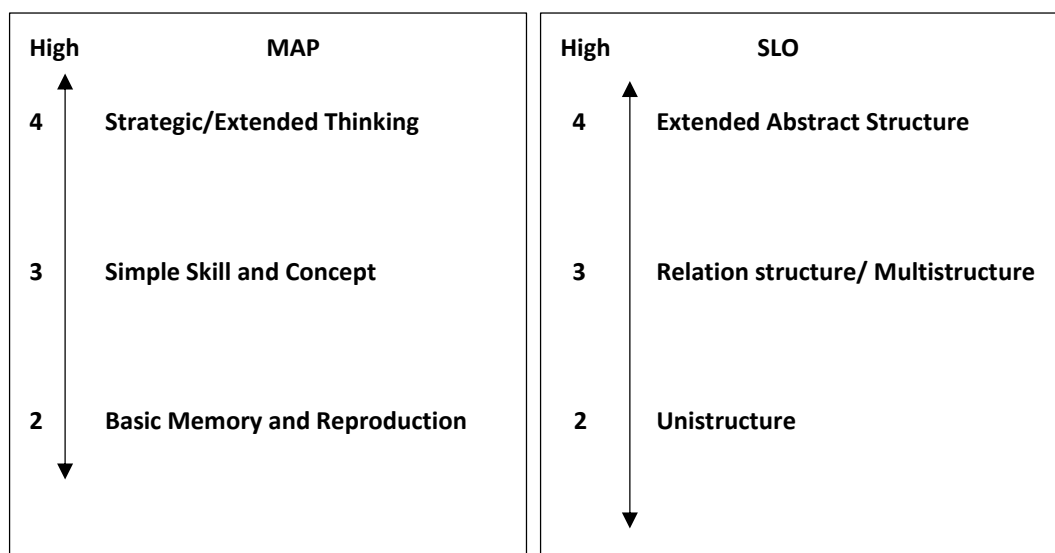 High MAP
4 Strategic/Extended Thinking
3 Simple Skill and Concept
2 Basic Memory and Reproduction
High SLO
4 Extended Abstract Structure
3 Relation structure/ Multistructure
2 Unistructure